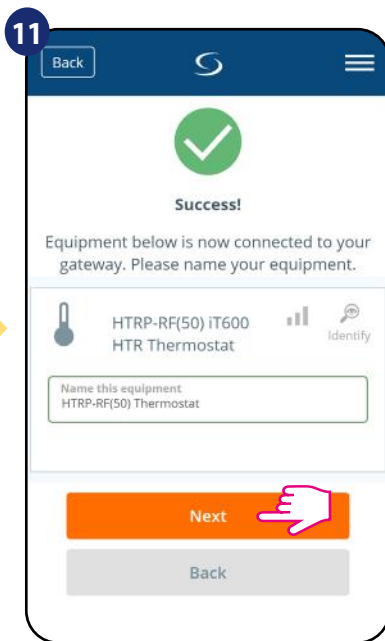 11
Back
Success!
Equipment below is now connected to your
gateway. Please name your equipment.
HTRP-RF(50) iT600
HTR Thermostat
Identify
Name this equipment
HTRP-RF(50) Thermostat
Next
Back